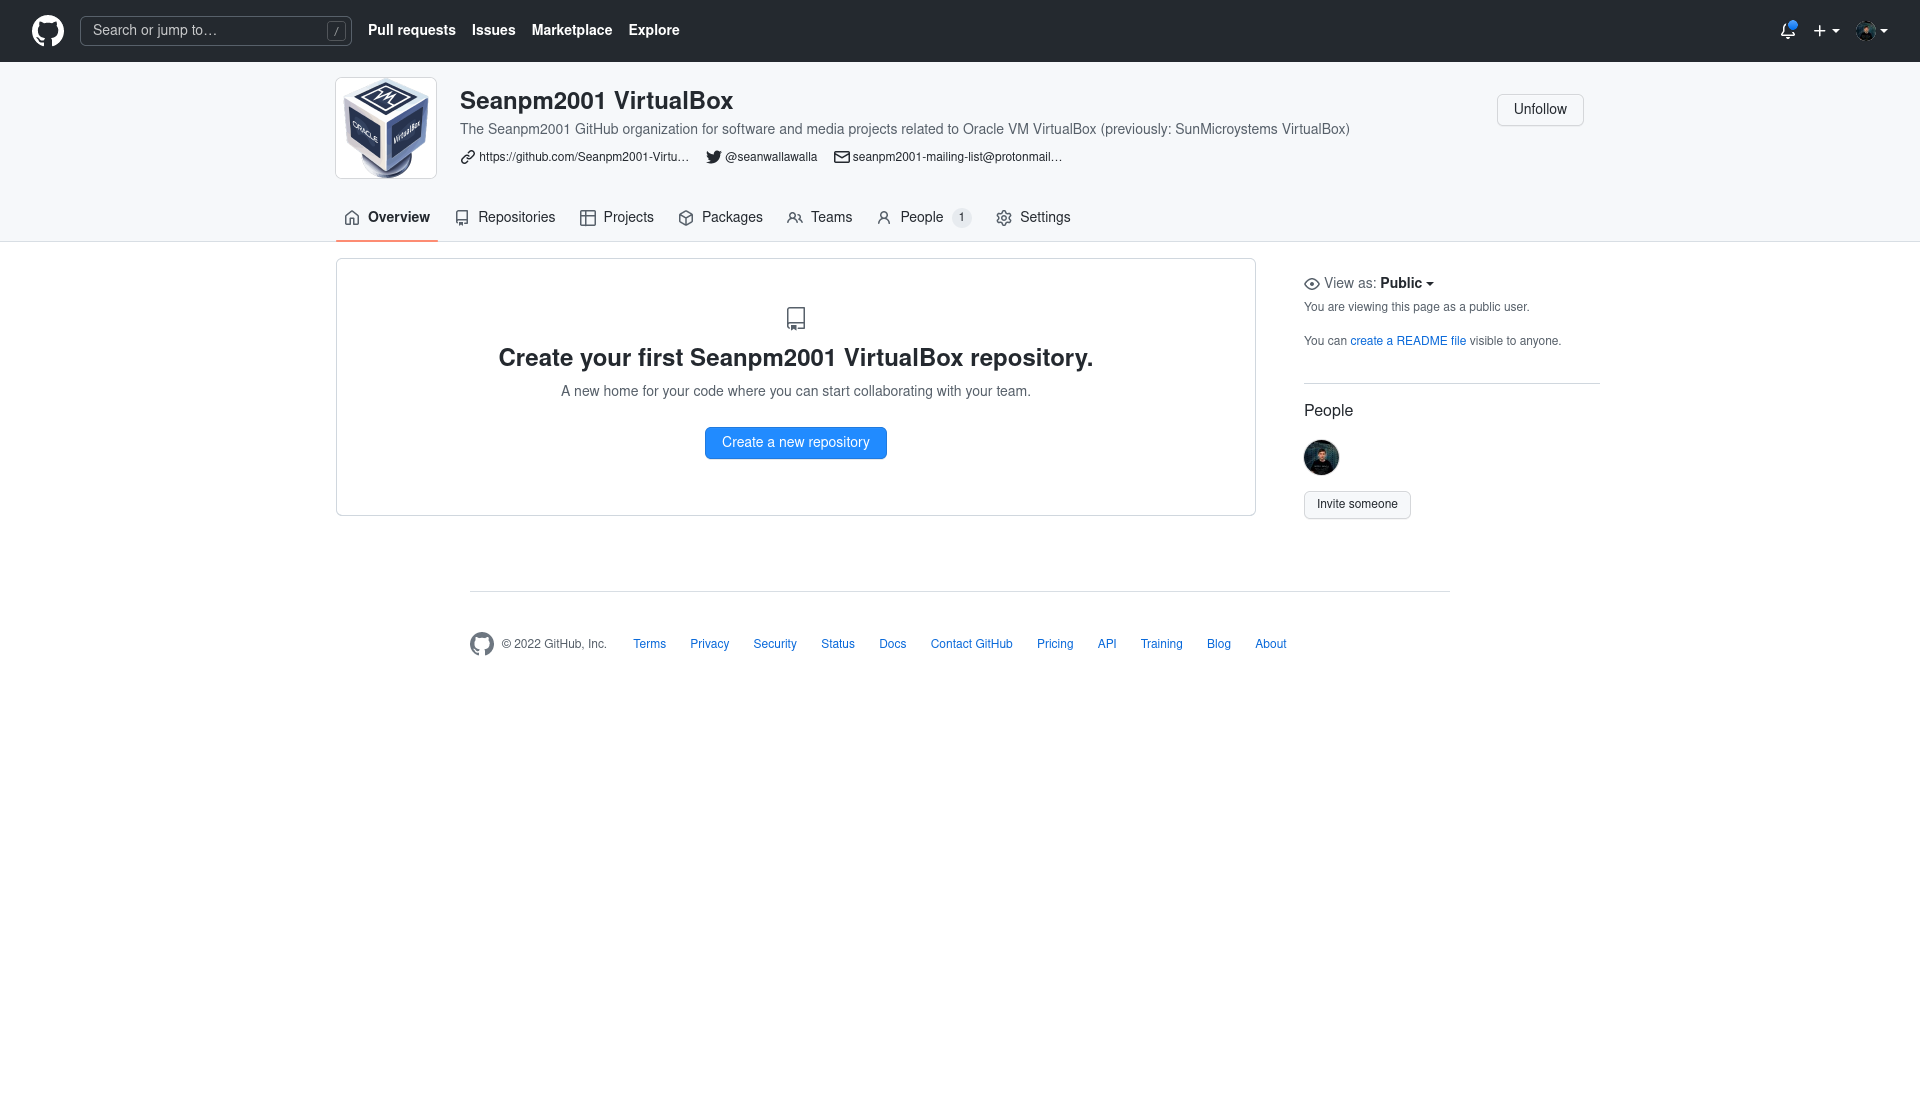 Search or jump to… /
Pull requests Issues Marketplace Explore
ORACLE VirtualBox
Seanpm2001 VirtualBox
Unfollow
The Seanpm2001 GitHub organization for software and media projects related to Oracle VM VirtualBox (previously: SunMicroystems VirtualBox)
https://github.com/Seanpm2001-Virtu… @seanwallawalla seanpm2001-mailing-list@protonmail…
Overview Repositories Projects Packages Teams People 1 Settings
Create your first Seanpm2001 VirtualBox repository.
A new home for your code where you can start collaborating with your team.
Create a new repository
View as: Public
You are viewing this page as a public user.
You can create a README file visible to anyone.
People
Invite someone
© 2022 GitHub, Inc. Terms Privacy Security Status Docs Contact GitHub Pricing API Training Blog About